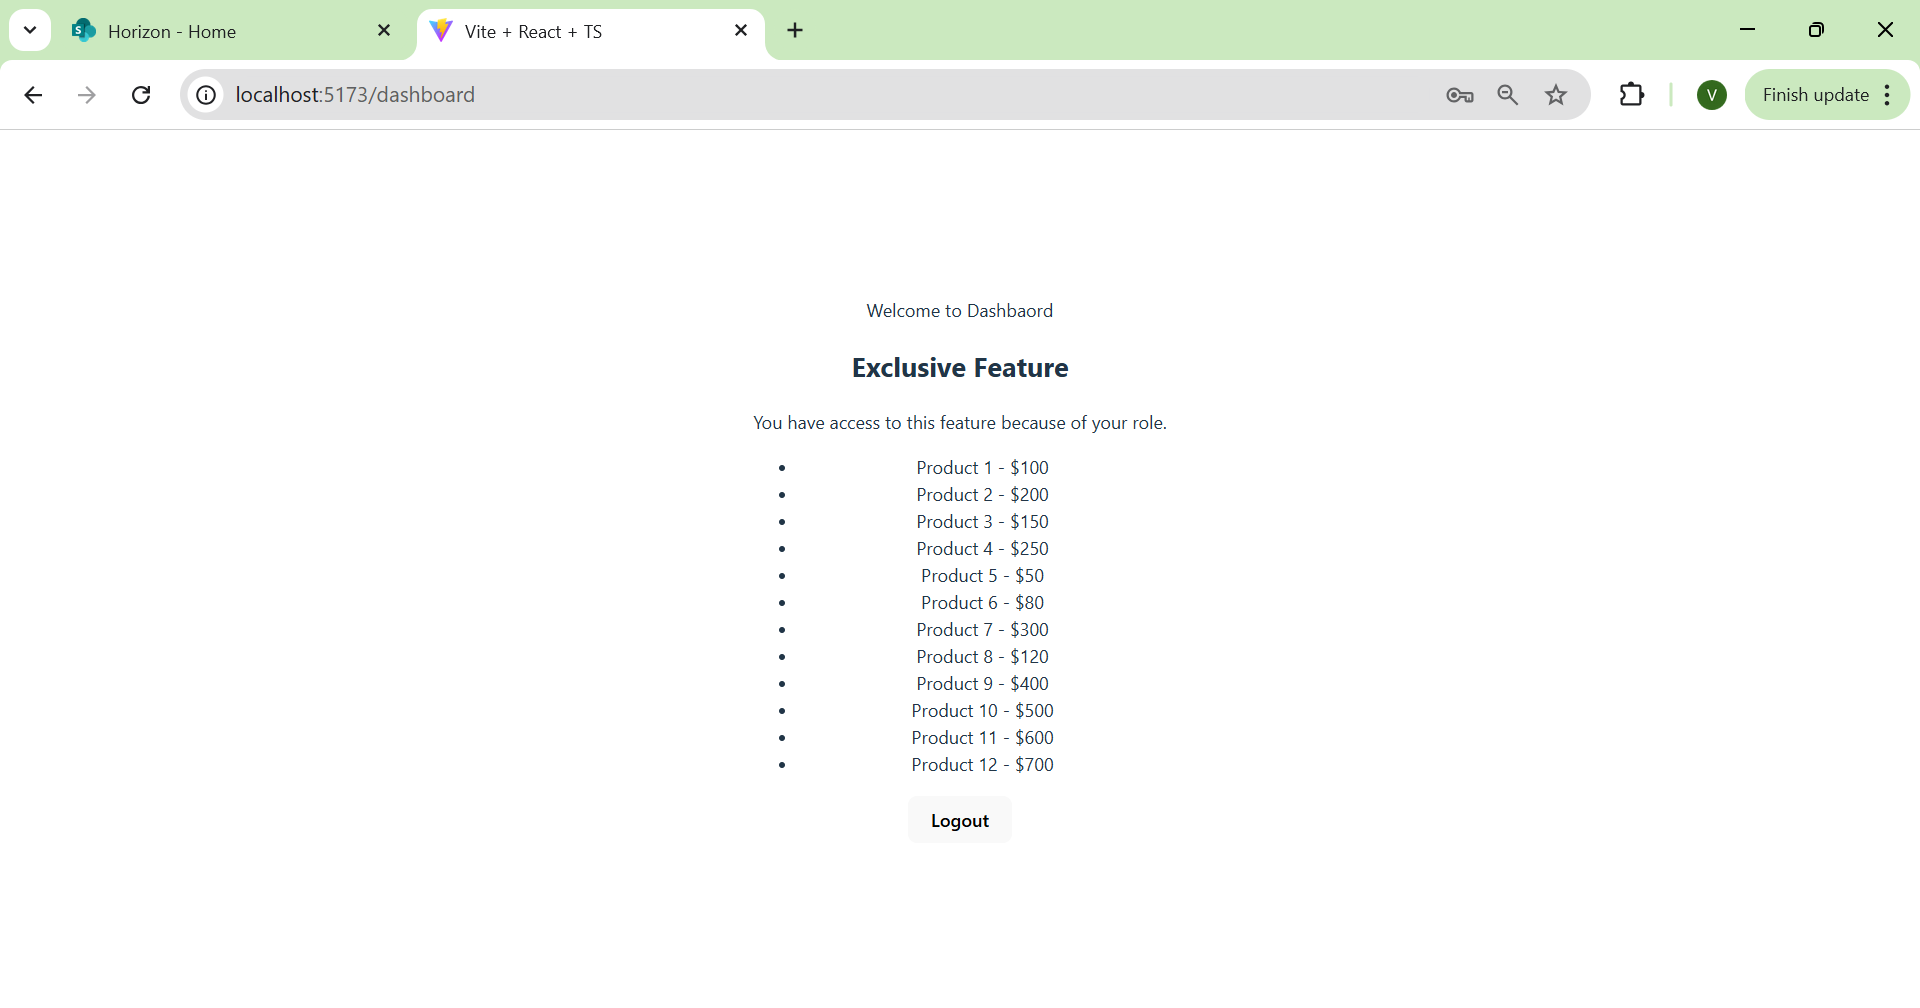 Horizon - Home
Vite + React + TS
localhost:5173/dashboard
V
Finish update
Welcome to Dashbaord
Exclusive Feature
You have access to this feature because of your role.
Product 1 - $100
Product 2 - $200
Product 3 - $150
Product 4 - $250
Product 5 - $50
Product 6 - $80
Product 7 - $300
Product 8 - $120
Product 9 - $400
Product 10 - $500
Product 11 - $600
Product 12 - $700
Logout